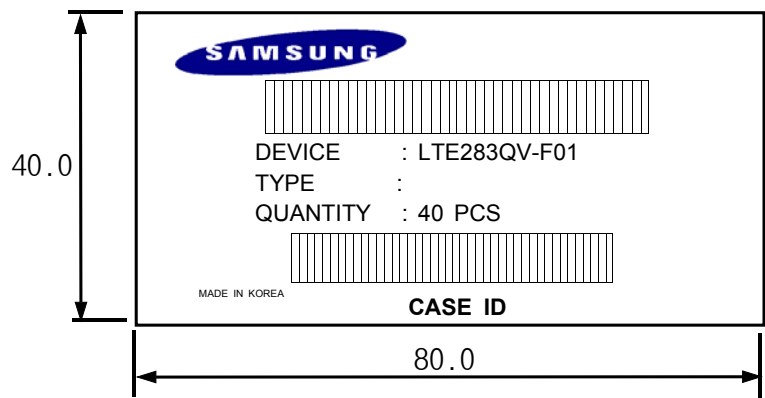 SAMSUNG
DEVICE : LTE283QV-F01
40.0
TYPE :
QUANTITY : 40 PCS
MADE IN KOREA
CASE ID
80.0